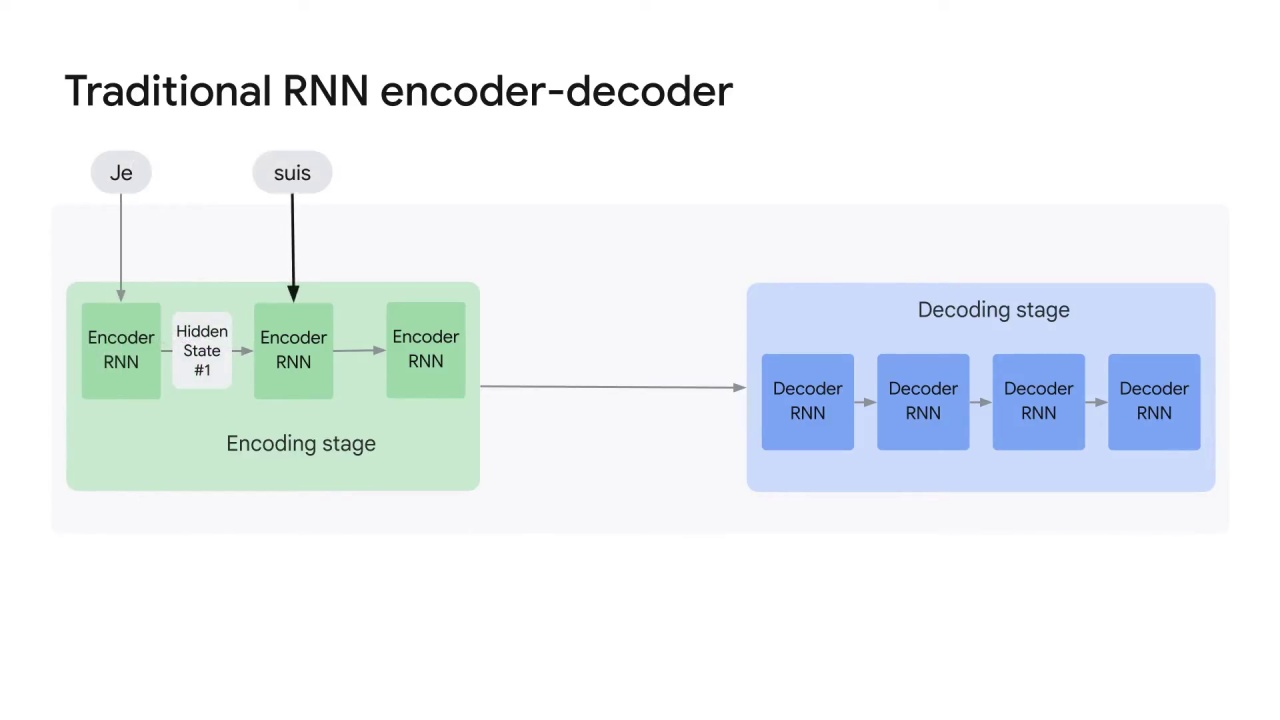 Traditional RNN encoder-decoder
Je
suis
Encoder
RNN
Hidden
State
#1
Encoder
RNN
Encoder
RNN
Encoding stage
Decoding stage
Decoder
RNN
Decoder
RNN
Decoder
RNN
Decoder
RNN